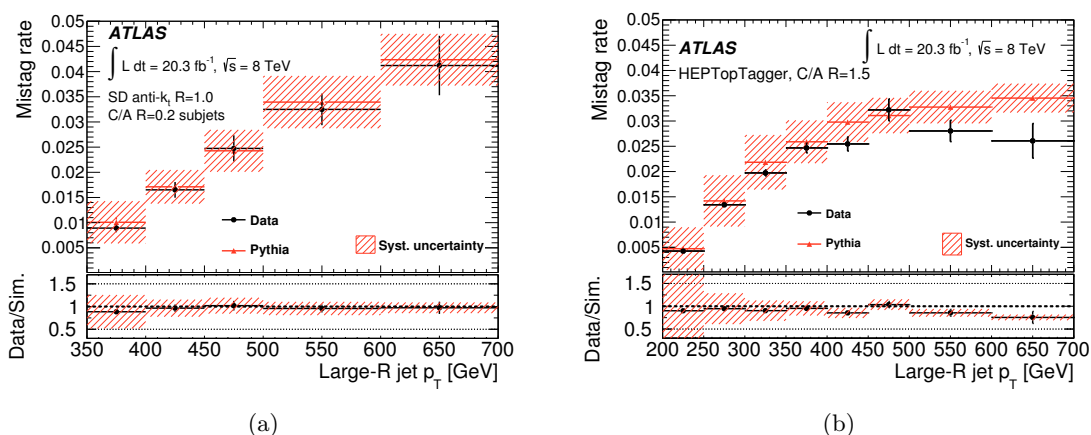 ATLAS
∫ L dt = 20.3 fb⁻¹, √s = 8 TeV
SD anti-kₜ R=1.0
C/A R=0.2 subjets
Data
Pythia
Syst. uncertainty
Mistag rate
0.05
0.045
0.04
0.035
0.03
0.025
0.02
0.015
0.01
0.005
Data/Sim.
1.5
1
0.5
350 400 450 500 550 600 650 700
Large-R jet p_T [GeV]
(a)
ATLAS
∫ L dt = 20.3 fb⁻¹, √s = 8 TeV
HEPTopTagger, C/A R=1.5
Data
Pythia
Syst. uncertainty
Mistag rate
0.05
0.045
0.04
0.035
0.03
0.025
0.02
0.015
0.01
0.005
Data/Sim.
1.5
1
0.5
200 250 300 350 400 450 500 550 600 650 700
Large-R jet p_T [GeV]
(b)